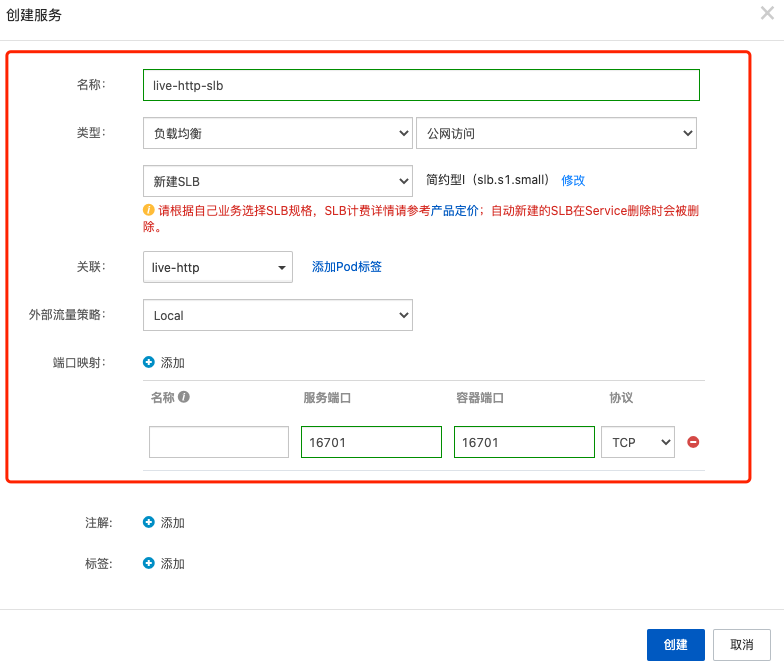 创建服务
名称：
live-http-slb
类型：
负载均衡
公网访问
新建SLB
简约型I（slb.s1.small）
修改
请根据自己业务选择SLB规格，SLB计费详情请参考产品定价；自动新建的SLB在Service删除时会被删
除。
关联：
live-http
添加Pod标签
外部流量策略：
Local
端口映射：
添加
名称 服务端口 容器端口 协议
16701 16701 TCP
注解：
添加
标签：
添加
创建 取消